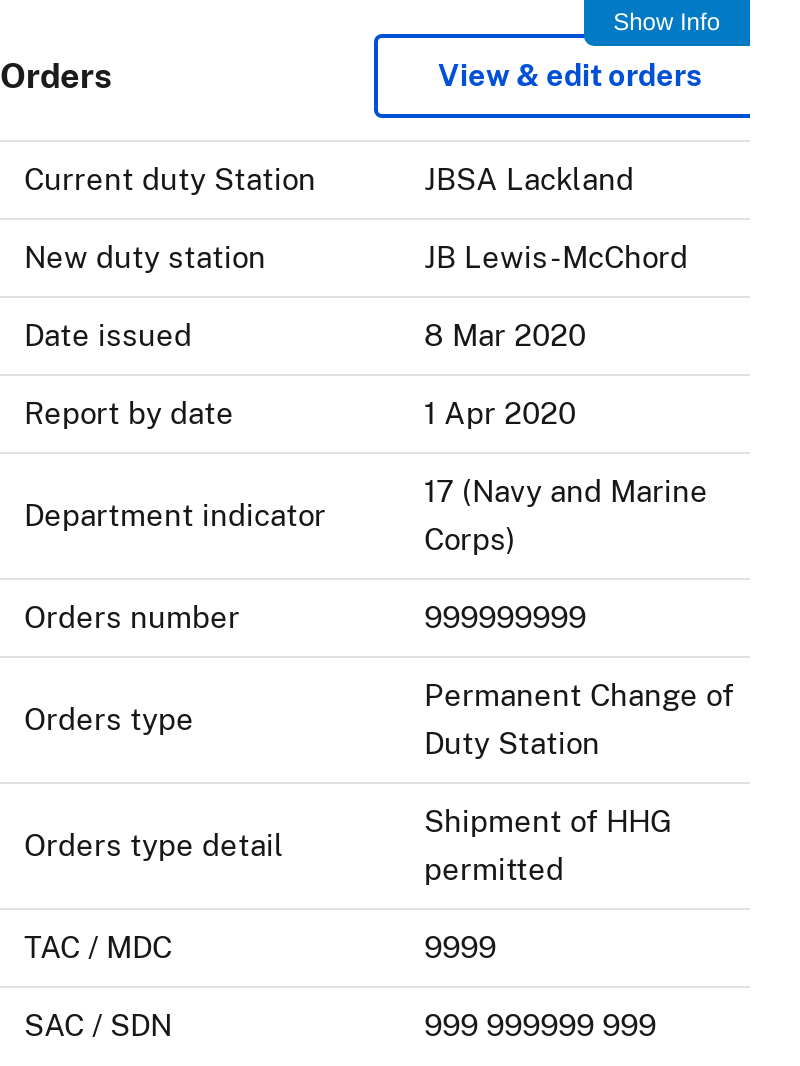 Show Info
Orders
View & edit orders
Current duty Station
JBSA Lackland
New duty station
JB Lewis-McChord
Date issued
8 Mar 2020
Report by date
1 Apr 2020
Department indicator
17 (Navy and Marine
Corps)
Orders number
999999999
Orders type
Permanent Change of
Duty Station
Orders type detail
Shipment of HHG
permitted
TAC / MDC
9999
SAC / SDN
999 999999 999